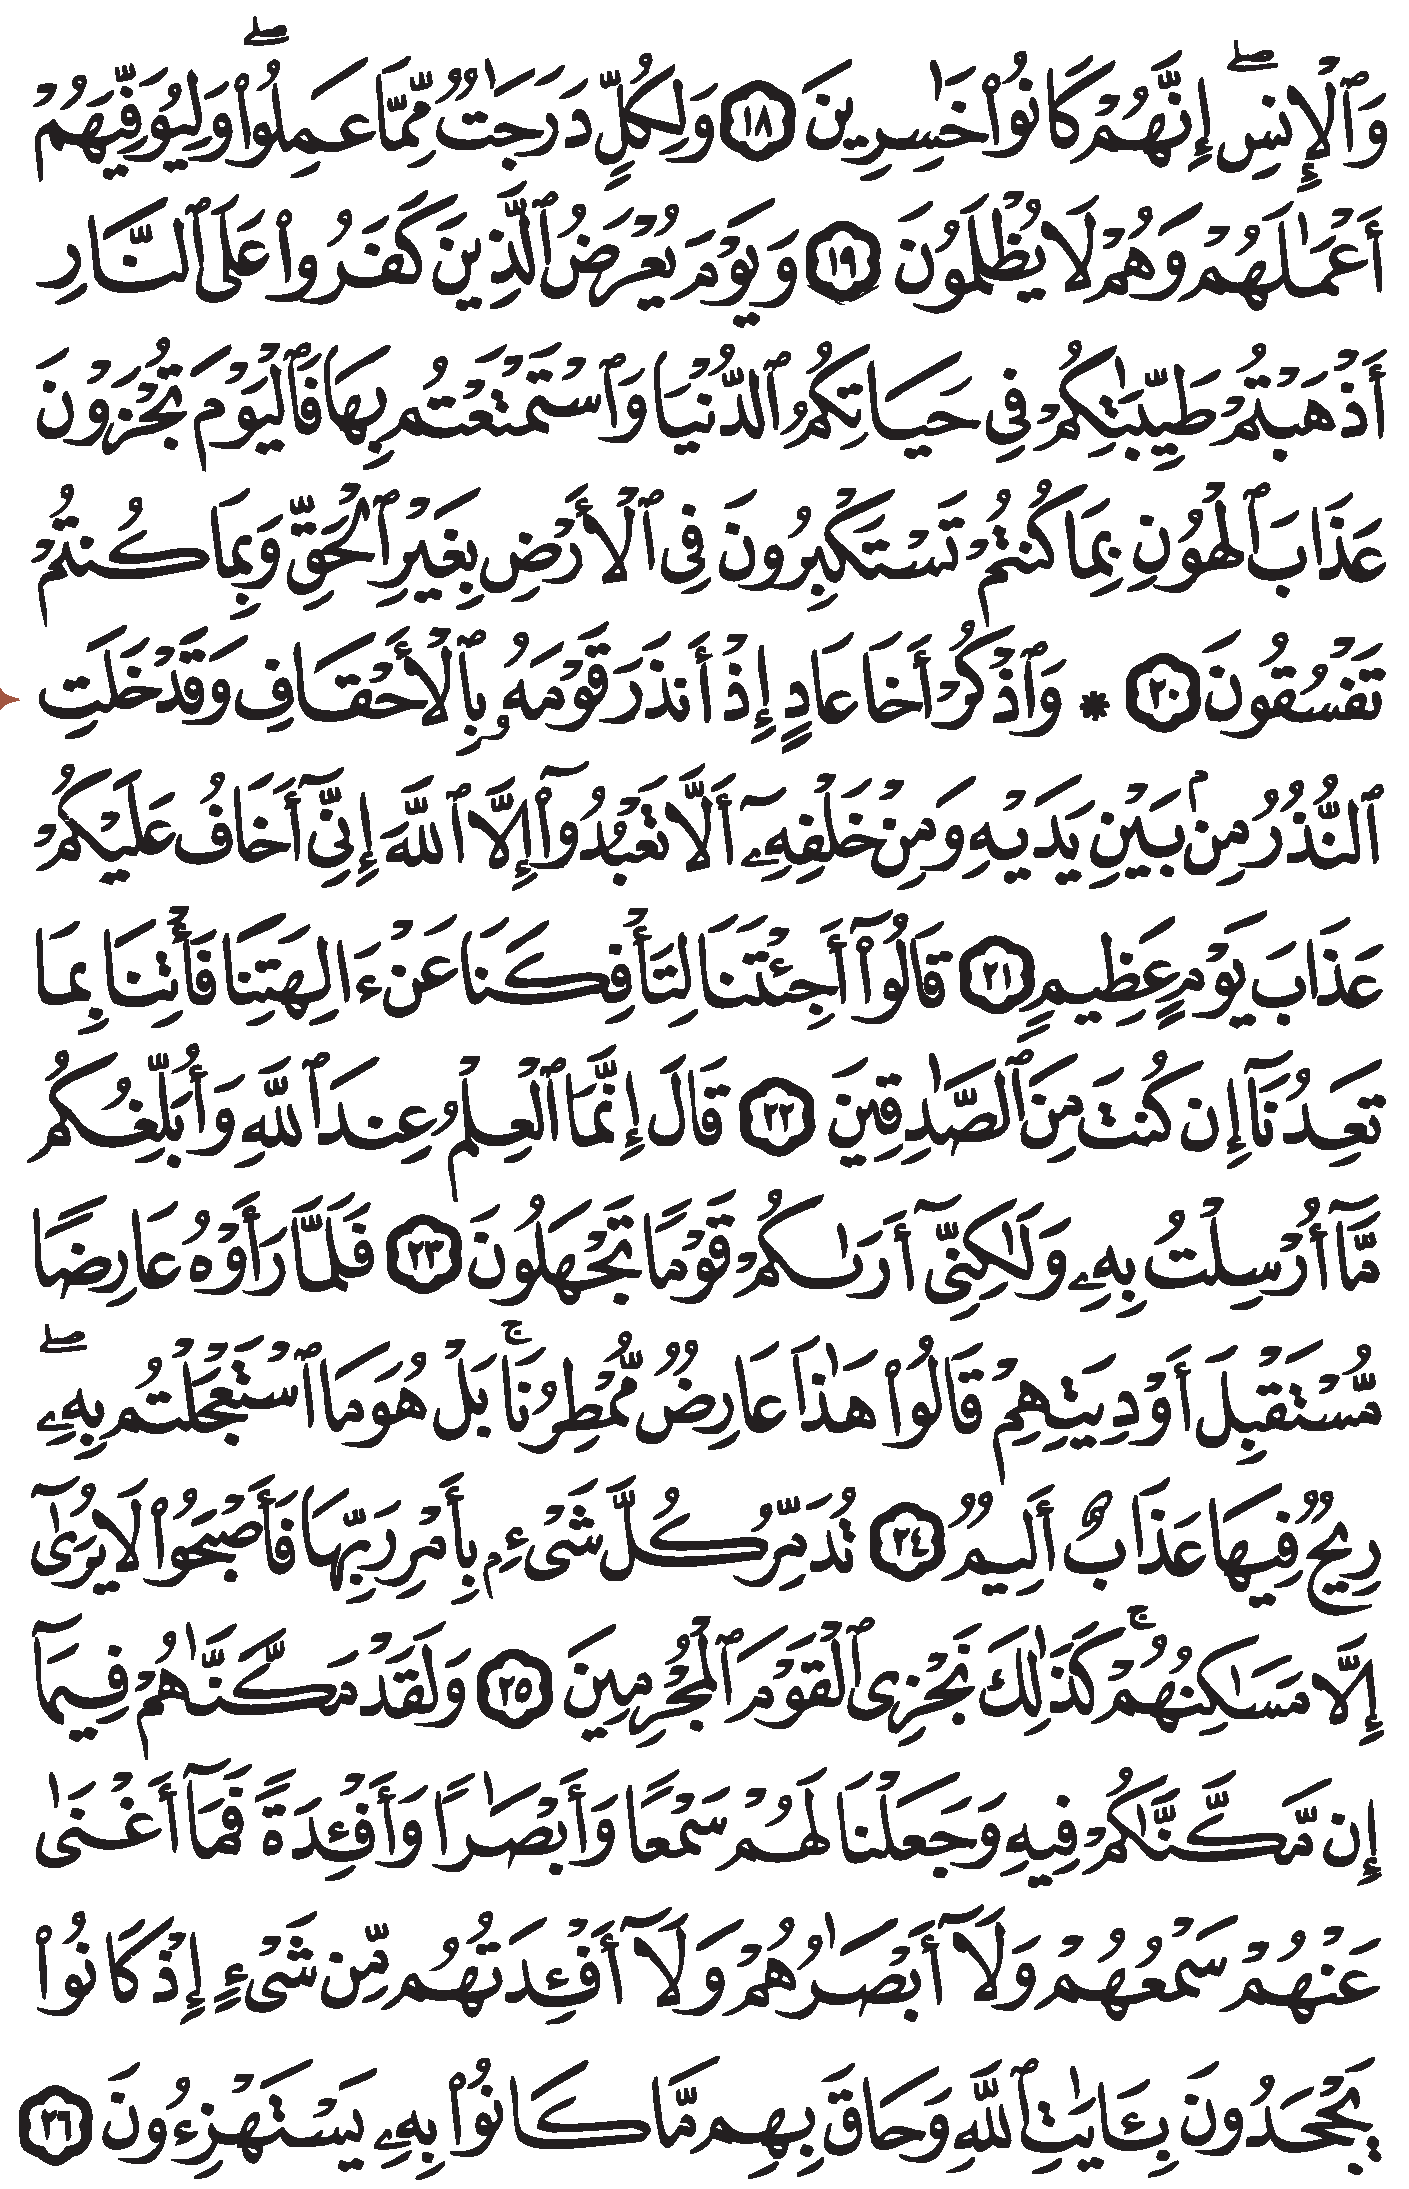 وَٱلْإِنسِ ۖ إِنَّهُمْ كَانُوا۟ خَـٰسِرِينَ ١٨ وَلِكُلٍّ دَرَجَـٰتٌ مِّمَّا عَمِلُوا۟ ۖ وَلِيُوَفِّيَهُمْ
أَعْمَـٰلَهُمْ وَهُمْ لَا يُظْلَمُونَ ١٩ وَيَوْمَ يُعْرَضُ ٱلَّذِينَ كَفَرُوا۟ عَلَى ٱلنَّارِ
أَذْهَبْتُمْ طَيِّبَـٰتِكُمْ فِى حَيَاتِكُمُ ٱلدُّنْيَا وَٱسْتَمْتَعْتُم بِهَا فَٱلْيَوْمَ تُجْزَوْنَ
عَذَابَ ٱلْهُونِ بِمَا كُنتُمْ تَسْتَكْبِرُونَ فِى ٱلْأَرْضِ بِغَيْرِ ٱلْحَقِّ وَبِمَا كُنتُمْ
تَفْسُقُونَ ٢٠ * وَٱذْكُرْ أَخَا عَادٍ إِذْ أَنذَرَ قَوْمَهُۥ بِٱلْأَحْقَافِ وَقَدْ خَلَتِ
ٱلنُّذُرُ مِنۢ بَيْنِ يَدَيْهِ وَمِنْ خَلْفِهِۦٓ أَلَّا تَعْبُدُوٓا۟ إِلَّا ٱللَّهَ إِنِّىٓ أَخَافُ عَلَيْكُمْ
عَذَابَ يَوْمٍ عَظِيمٍ ٢١ قَالُوٓا۟ أَجِئْتَنَا لِتَأْفِكَنَا عَنْ ءَالِهَتِنَا فَأْتِنَا بِمَا
تَعِدُنَآ إِن كُنتَ مِنَ ٱلصَّـٰدِقِينَ ٢٢ قَالَ إِنَّمَا ٱلْعِلْمُ عِندَ ٱللَّهِ وَأُبَلِّغُكُم
مَّآ أُرْسِلْتُ بِهِۦ وَلَـٰكِنِّىٓ أَرَىٰكُمْ قَوْمًا تَجْهَلُونَ ٢٣ فَلَمَّا رَأَوْهُ عَارِضًا
مُّسْتَقْبِلَ أَوْدِيَتِهِمْ قَالُوا۟ هَـٰذَا عَارِضٌ مُّمْطِرُنَا ۚ بَلْ هُوَ مَا ٱسْتَعْجَلْتُم بِهِۦ ۖ
رِيحٌ فِيهَا عَذَابٌ أَلِيمٌ ٢٤ تُدَمِّرُ كُلَّ شَىْءٍۭ بِأَمْرِ رَبِّهَا فَأَصْبَحُوا۟ لَا يُرَىٰٓ
إِلَّا مَسَـٰكِنُهُمْ ۚ كَذَٰلِكَ نَجْزِى ٱلْقَوْمَ ٱلْمُجْرِمِينَ ٢٥ وَلَقَدْ مَكَّنَّـٰهُمْ فِيمَآ
إِن مَّكَّنَّـٰكُمْ فِيهِ وَجَعَلْنَا لَهُمْ سَمْعًا وَأَبْصَـٰرًا وَأَفْـِٔدَةً فَمَآ أَغْنَىٰ
عَنْهُمْ سَمْعُهُمْ وَلَآ أَبْصَـٰرُهُمْ وَلَآ أَفْـِٔدَتُهُم مِّن شَىْءٍ إِذْ كَانُوا۟
يَجْحَدُونَ بِـَٔايَـٰتِ ٱللَّهِ وَحَاقَ بِهِم مَّا كَانُوا۟ بِهِۦ يَسْتَهْزِءُونَ ٢٦